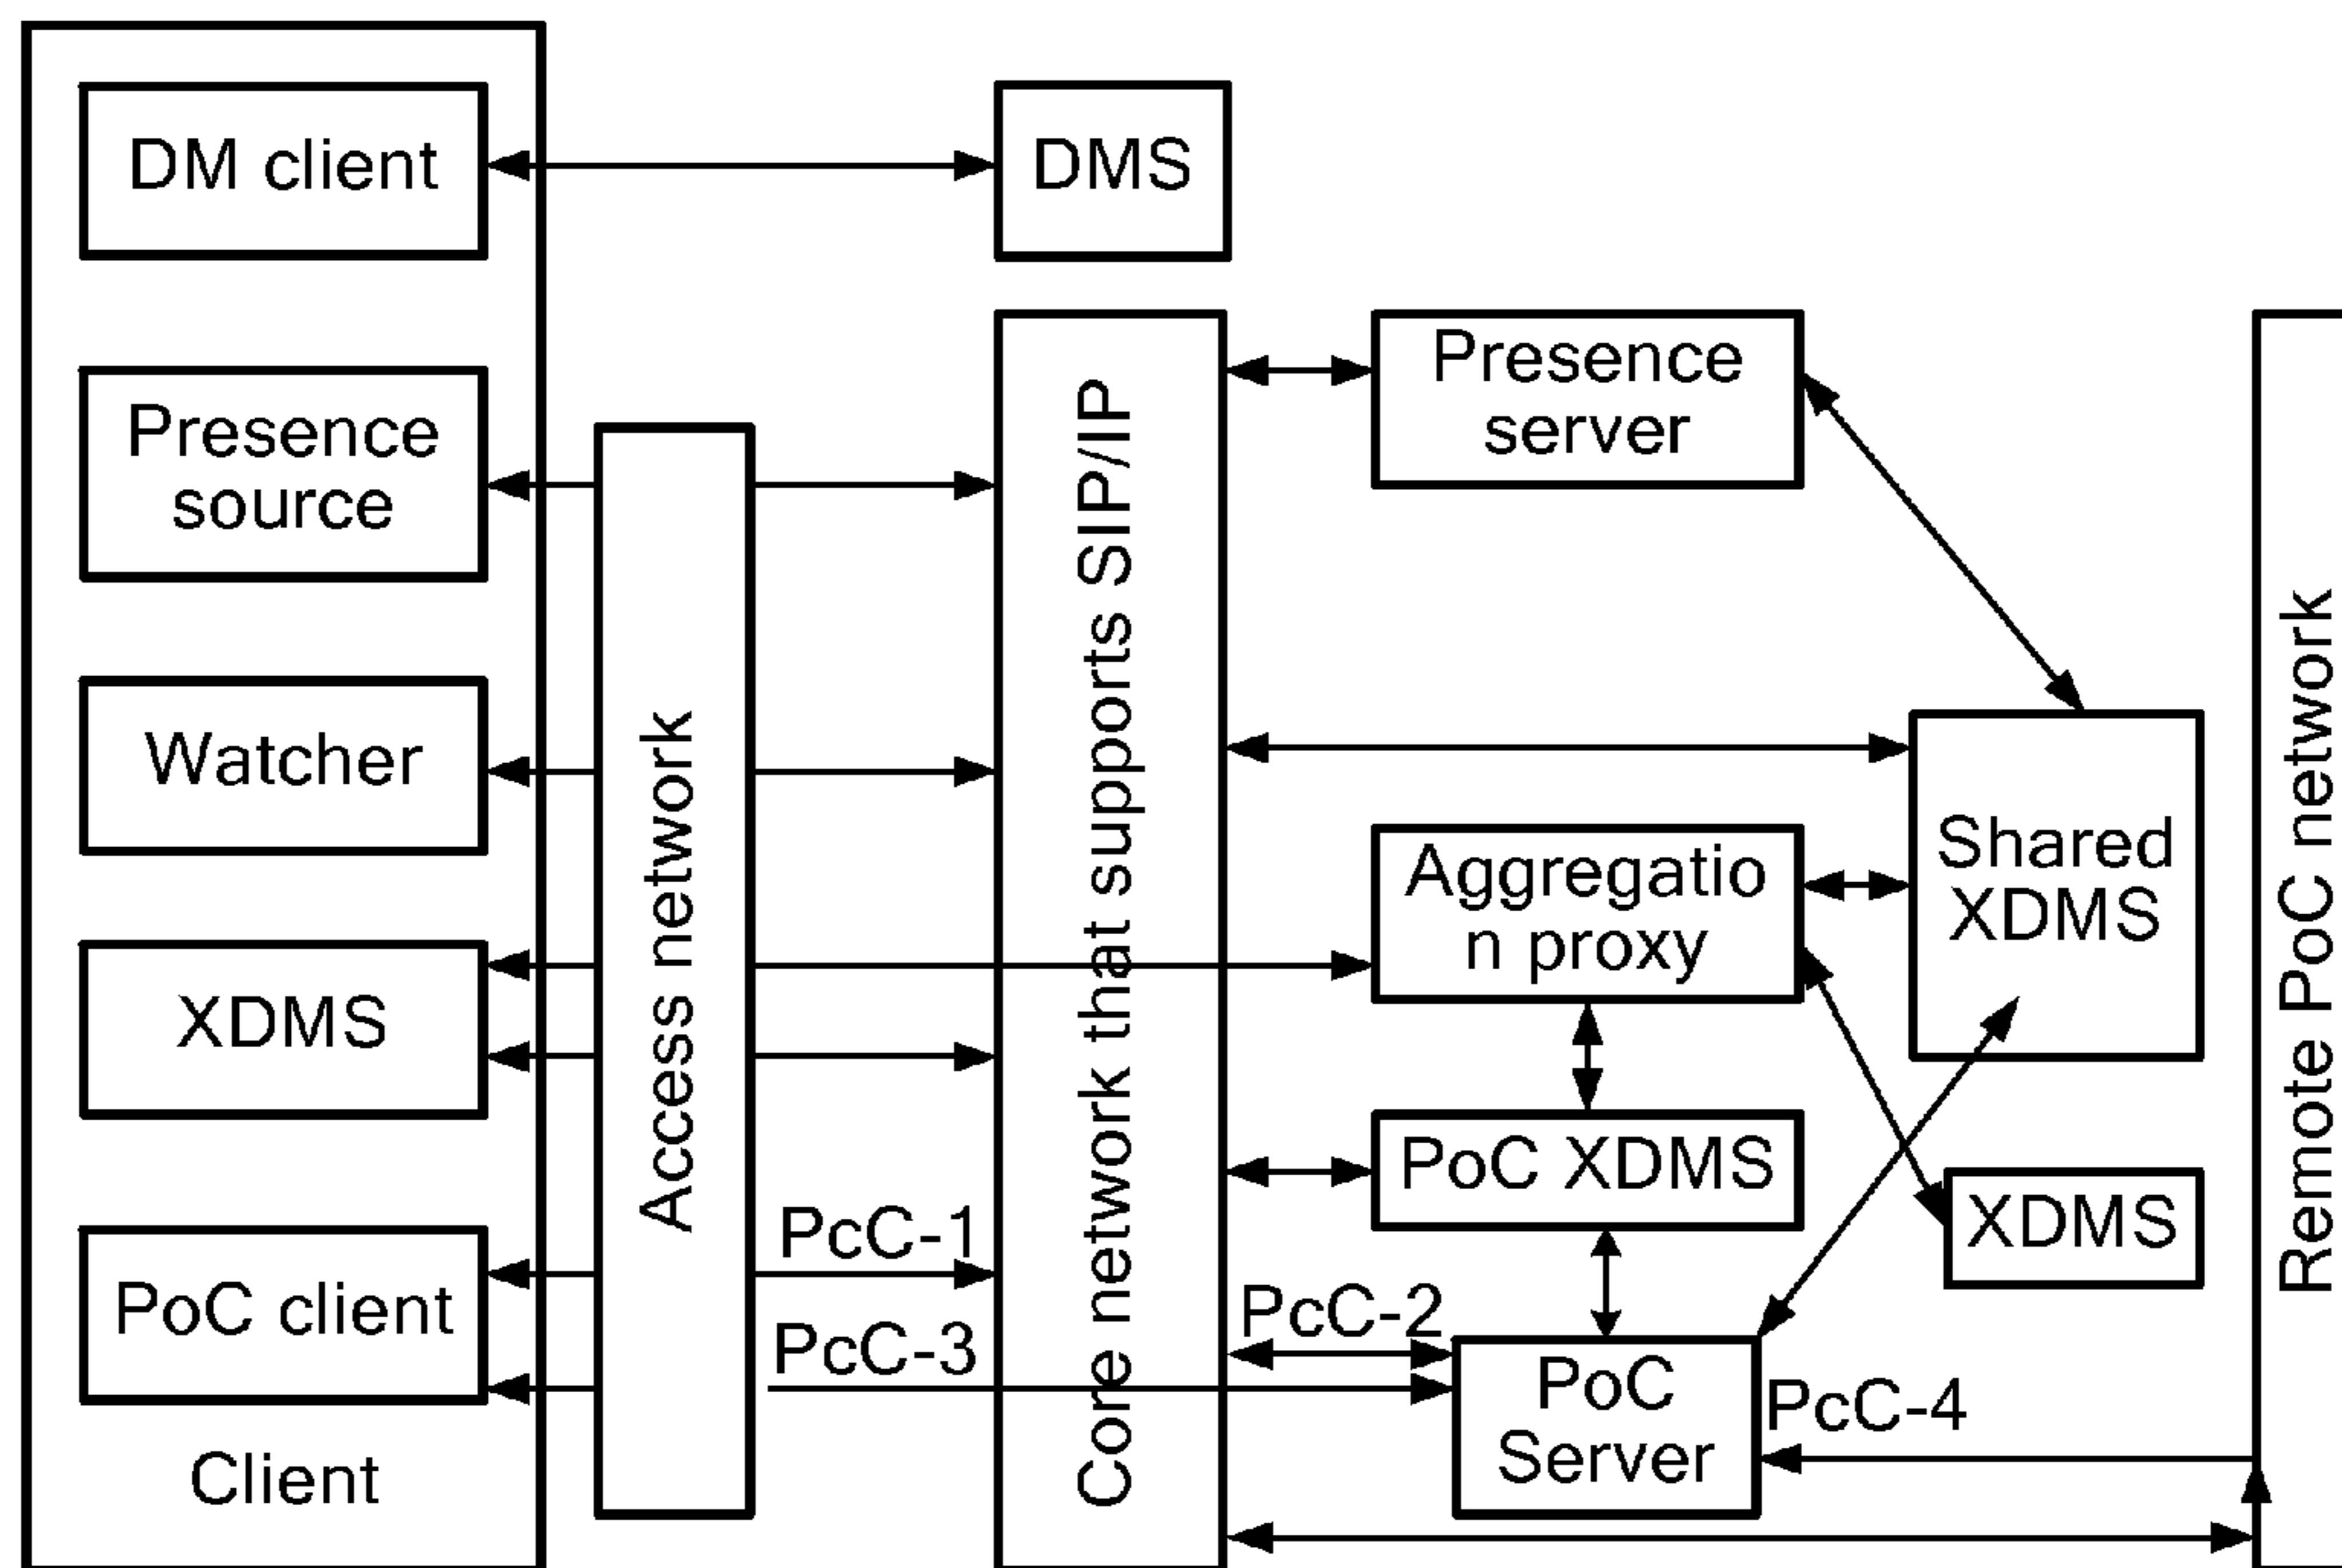 DM client
DMS
Presence
source
Watcher
XDMS
PoC client
Client
Access network
PcC-1
PcC-3
Core network that supports SIP/IP
Presence
server
Shared
XDMS
Aggregatio
n proxy
PoC XDMS
XDMS
PcC-2
PoC
Server
PcC-4
Remote PoC network